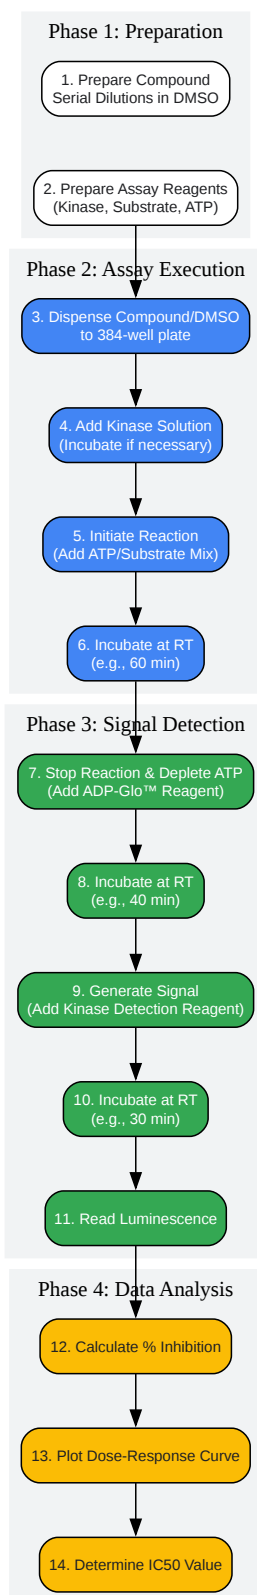 Phase 1: Preparation
1. Prepare Compound
Serial Dilutions in DMSO
2. Prepare Assay Reagents
(Kinase, Substrate, ATP)
Phase 2: Assay Execution
3. Dispense Compound/DMSO
to 384-well plate
4. Add Kinase Solution
(Incubate if necessary)
5. Initiate Reaction
(Add ATP/Substrate Mix)
6. Incubate at RT
(e.g., 60 min)
Phase 3: Signal Detection
7. Stop Reaction & Deplete ATP
(Add ADP-Glo™ Reagent)
8. Incubate at RT
(e.g., 40 min)
9. Generate Signal
(Add Kinase Detection Reagent)
10. Incubate at RT
(e.g., 30 min)
11. Read Luminescence
Phase 4: Data Analysis
12. Calculate % Inhibition
13. Plot Dose-Response Curve
14. Determine IC50 Value